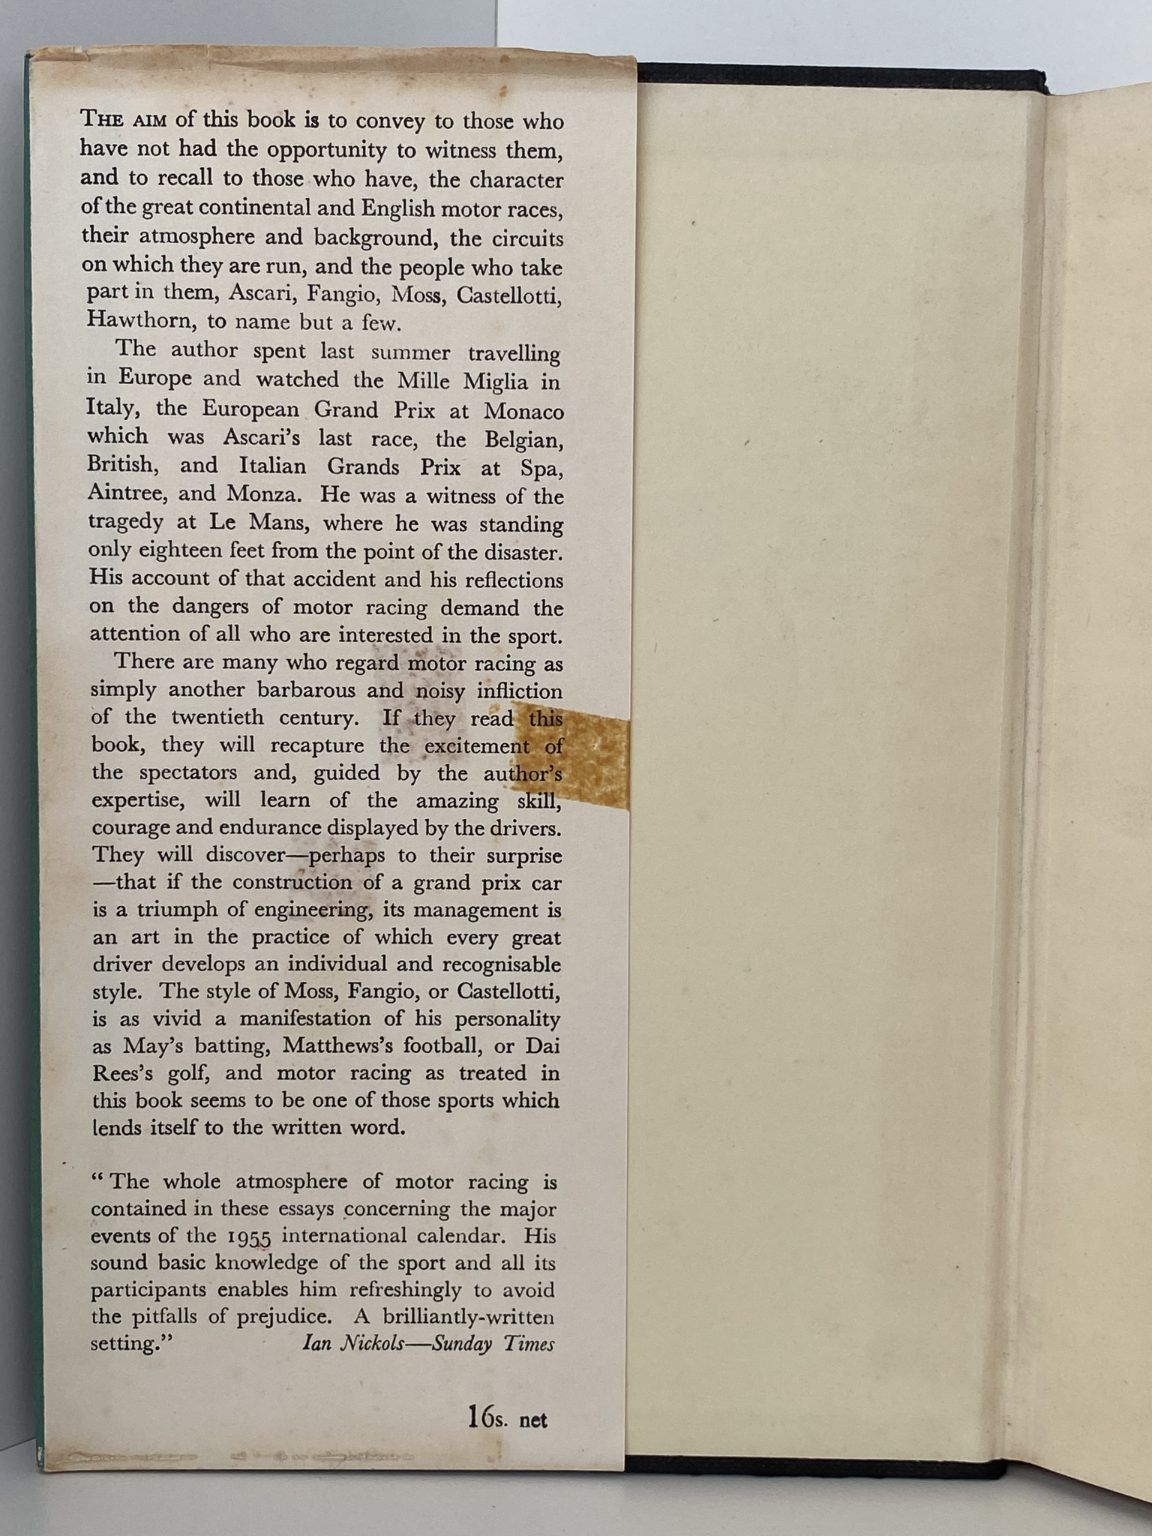 THE AIM of this book is to convey to those who
have not had the opportunity to witness them,
and to recall to those who have, the character
of the great continental and English motor races,
their atmosphere and background, the circuits
on which they are run, and the people who take
part in them, Ascari, Fangio, Moss, Castellotti,
Hawthorn, to name but a few.
The author spent last summer travelling
in Europe and watched the Mille Miglia in
Italy, the European Grand Prix at Monaco
which was Ascari's last race, the Belgian,
British, and Italian Grands Prix at Spa,
Aintree, and Monza. He was a witness of the
tragedy at Le Mans, where he was standing
only eighteen feet from the point of the disaster.
His account of that accident and his reflections
on the dangers of motor racing demand the
attention of all who are interested in the sport.
There are many who regard motor racing as
simply another barbarous and noisy infliction
of the twentieth century. If they read this
book, they will recapture the excitement of
the spectators and, guided by the author's
expertise, will learn of the amazing skill,
courage and endurance displayed by the drivers.
They will discover—perhaps to their surprise
—that if the construction of a grand prix car
is a triumph of engineering, its management is
an art in the practice of which every great
driver develops an individual and recognisable
style. The style of Moss, Fangio, or Castellotti,
is as vivid a manifestation of his personality
as May's batting, Matthews's football, or Dai
Rees's golf, and motor racing as treated in
this book seems to be one of those sports which
lends itself to the written word.
"The whole atmosphere of motor racing is
contained in these essays concerning the major
events of the 1955 international calendar. His
sound basic knowledge of the sport and all its
participants enables him refreshingly to avoid
the pitfalls of prejudice. A brilliantly-written
setting." Ian Nickols—Sunday Times
16s. net